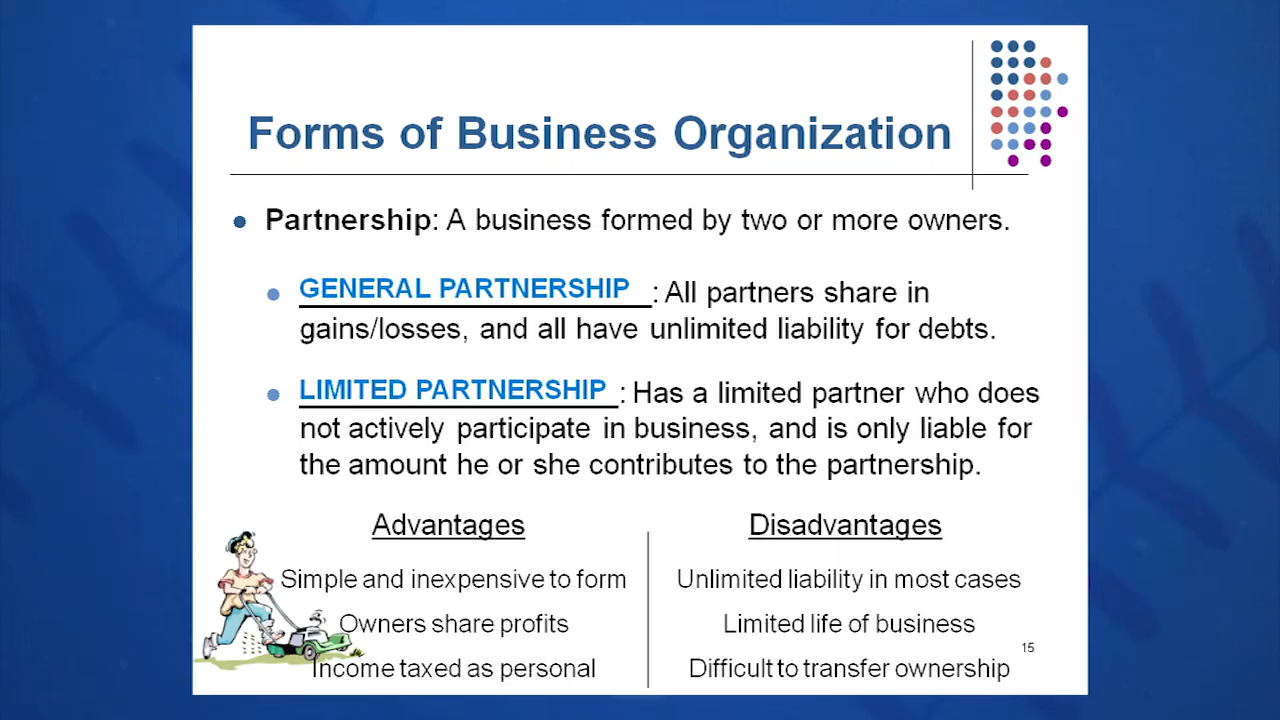 Forms of Business Organization
Partnership: A business formed by two or more owners.
GENERAL PARTNERSHIP: All partners share in
gains/losses, and all have unlimited liability for debts.
LIMITED PARTNERSHIP: Has a limited partner who does
not actively participate in business, and is only liable for
the amount he or she contributes to the partnership.
Advantages
Simple and inexpensive to form
Owners share profits
Income taxed as personal
Disadvantages
Unlimited liability in most cases
Limited life of business
Difficult to transfer ownership
15